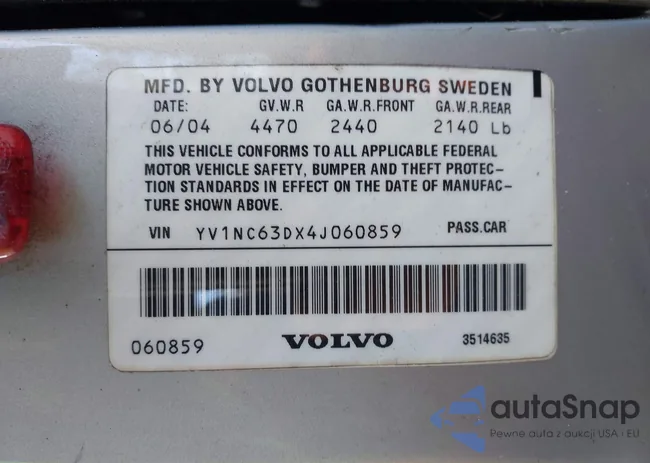 MFD. BY VOLVO GOTHENBURG SWEDEN
DATE: GV.W.R GA.W.R.FRONT GA.W.R.REAR
06/04 4470 2440 2140 Lb
THIS VEHICLE CONFORMS TO ALL APPLICABLE FEDERAL
MOTOR VEHICLE SAFETY, BUMPER AND THEFT PROTEC-
TION STANDARDS IN EFFECT ON THE DATE OF MANUFAC-
TURE SHOWN ABOVE.
VIN YV1NC63DX4J060859 PASS.CAR
060859 VOLVO 3514635
autaSnap
Pewne auta z aukcji USA i EU